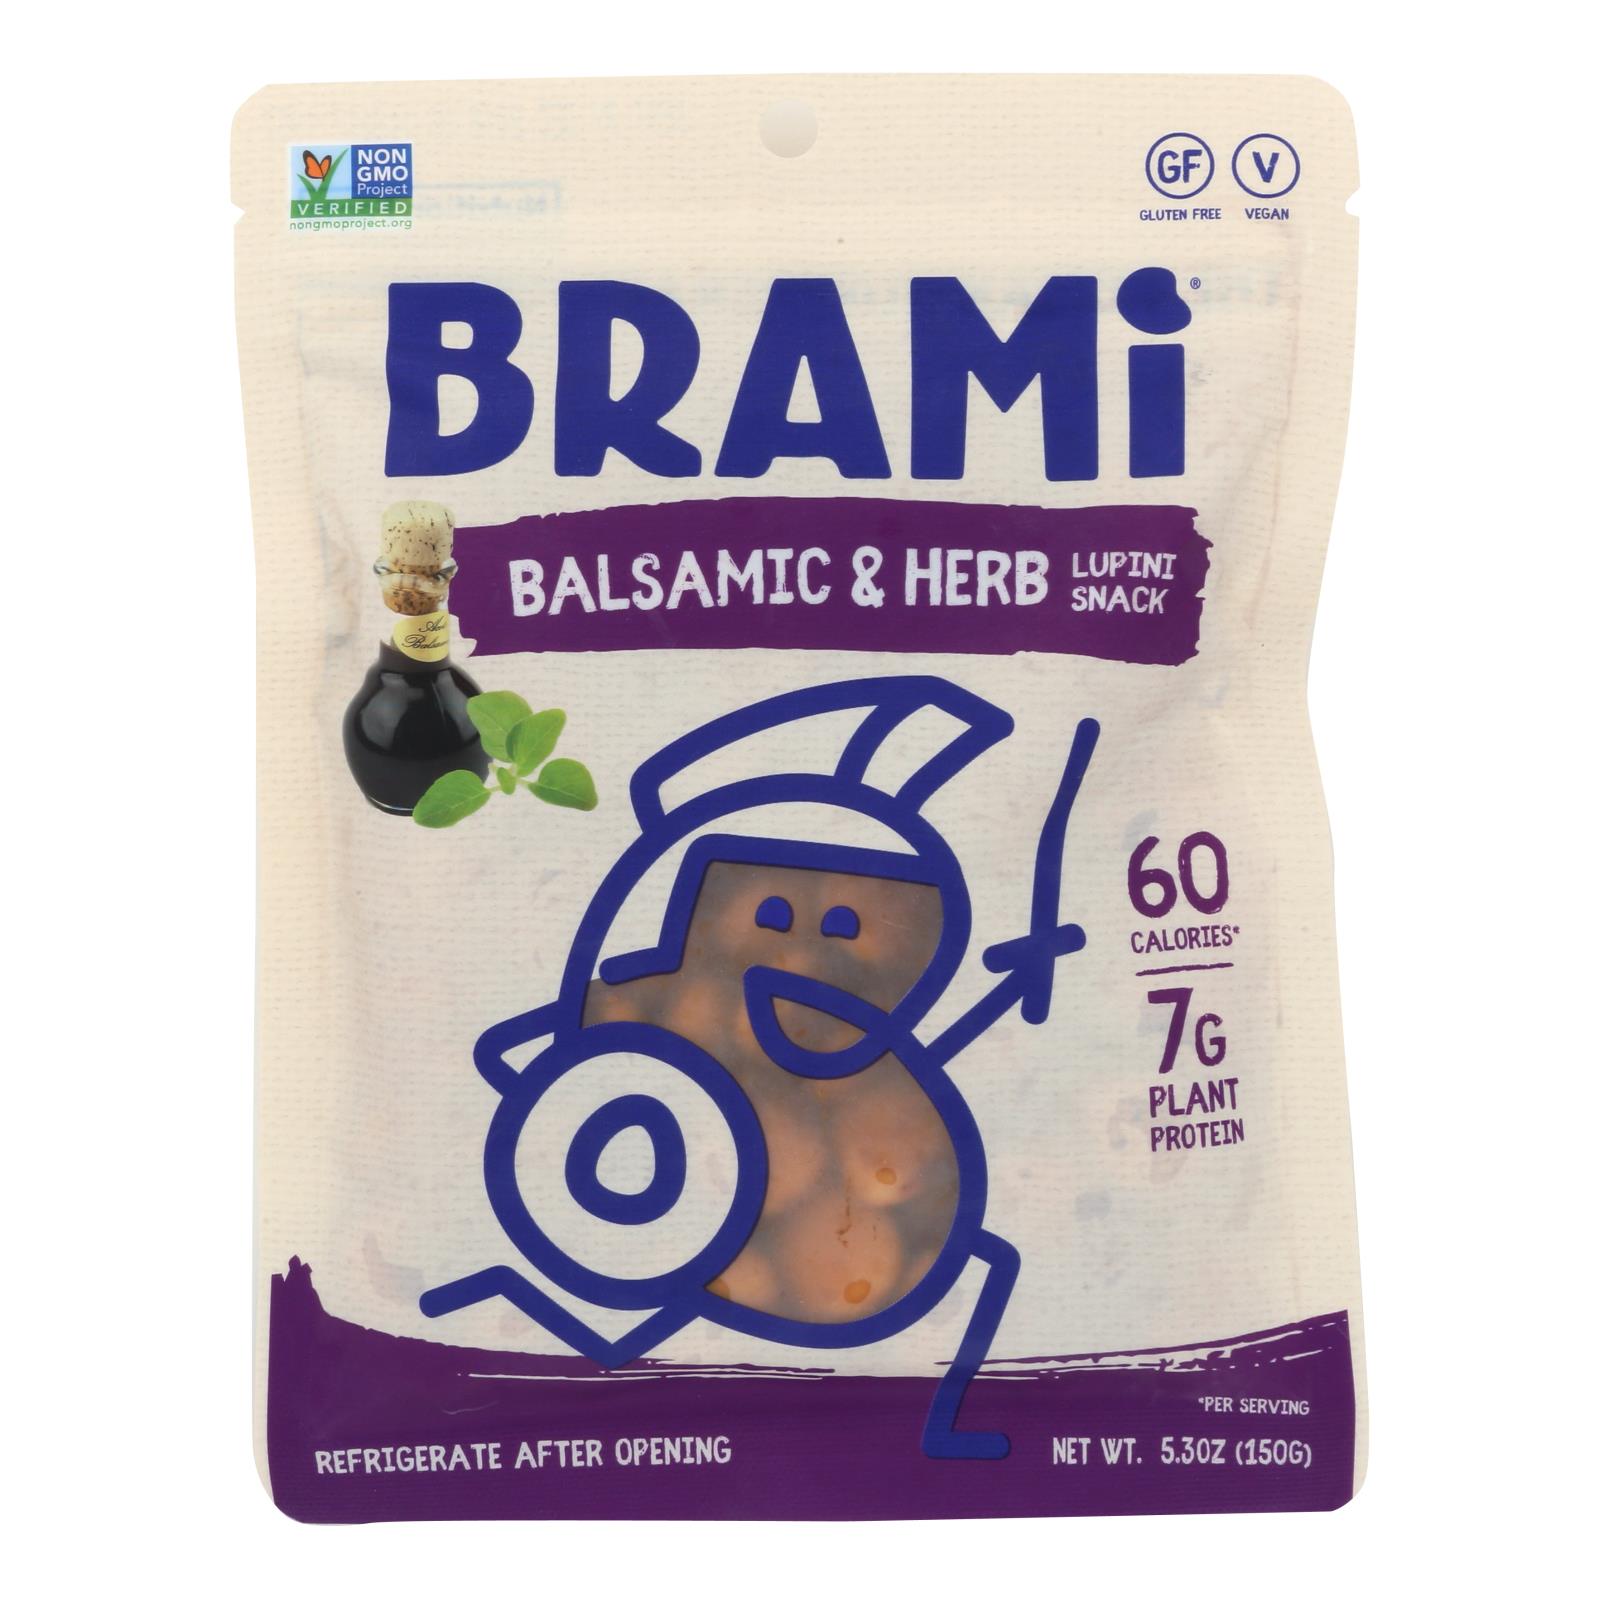 NON
GMO
Project
VERIFIED
nongmoproject.org
GF
GLUTEN FREE
V
VEGAN
BRAMi®
BALSAMIC & HERB
LUPINI
SNACK
60
CALORIES*
7G
PLANT
PROTEIN
*PER SERVING
REFRIGERATE AFTER OPENING
NET WT. 5.3OZ (150G)